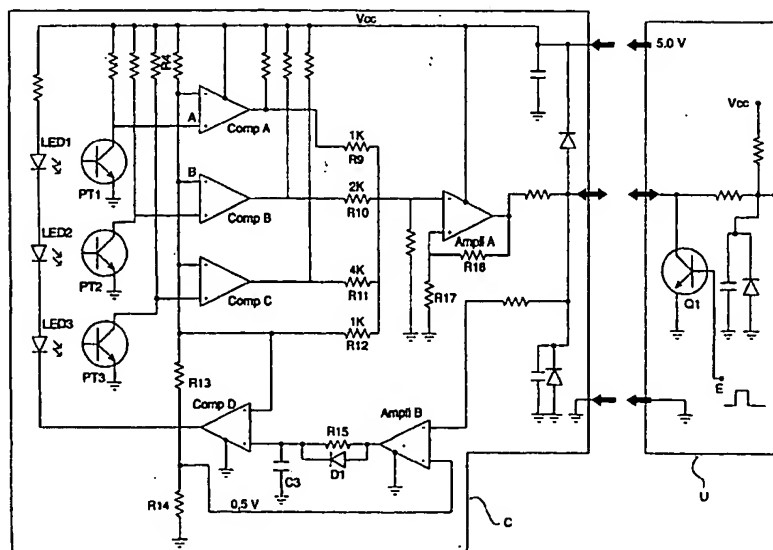 Vcc
5.0 V
R4
A
Comp A
LED1
PT1
1K
R9
Vcc
B
Comp B
2K
R10
Ampli A
R16
LED2
PT2
Comp C
4K
R11
R17
Q1
LED3
PT3
1K
R12
E
R13
Comp D
R15
Ampli B
D1
C3
R14
0,5 V
C
U